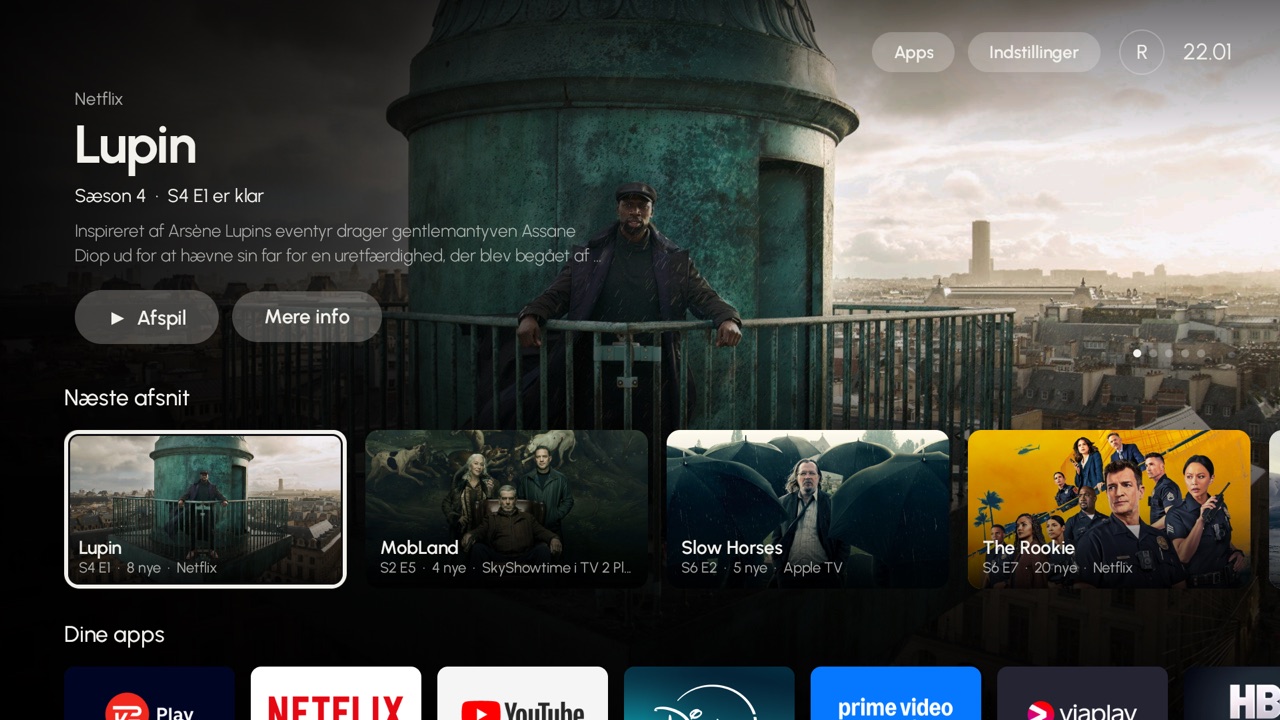 Apps
Indstillinger
R
22.01
Netflix
Lupin
Sæson 4 · S4 E1 er klar
Inspireret af Arsène Lupins eventyr drager gentlemantyven Assane
Diop ud for at hævne sin far for en uretfærdighed, der blev begået af ...
Afspil
Mere info
Næste afsnit
Lupin
S4 E1 · 8 nye · Netflix
MobLand
S2 E5 · 4 nye · SkyShowtime i TV 2 Pl...
Slow Horses
S6 E2 · 5 nye · Apple TV
The Rookie
S6 E7 · 20 nye · Netflix
Dine apps
Play
NETFLIX
YouTube
prime video
viaplay
HB